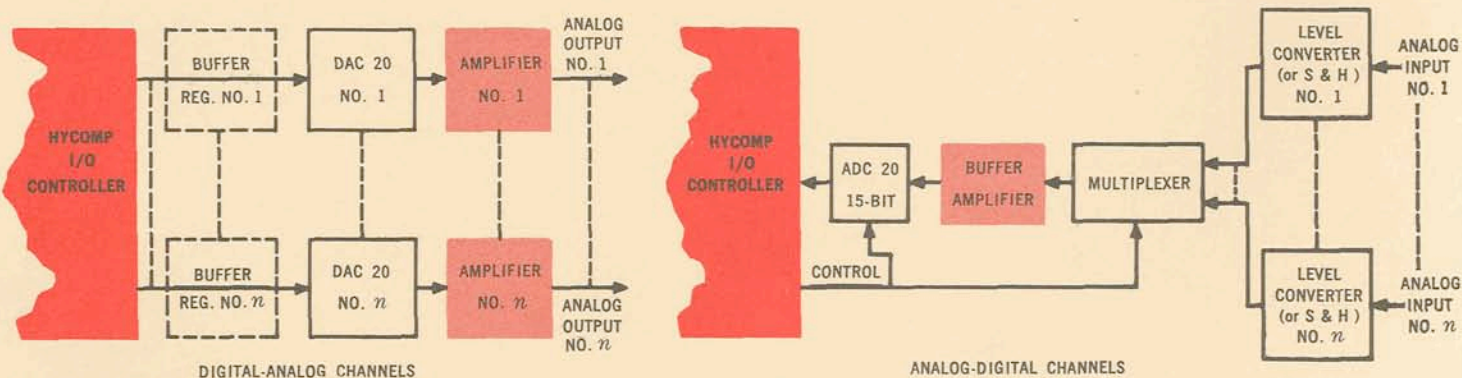 HYCOMP
I/O
CONTROLLER
BUFFER
REG. NO. 1
DAC 20
NO. 1
AMPLIFIER
NO. 1
ANALOG
OUTPUT
NO. 1
BUFFER
REG. NO. n
DAC 20
NO. n
AMPLIFIER
NO. n
ANALOG
OUTPUT
NO. n
DIGITAL-ANALOG CHANNELS
HYCOMP
I/O
CONTROLLER
ADC 20
15-BIT
BUFFER
AMPLIFIER
MULTIPLEXER
LEVEL
CONVERTER
(or S & H)
NO. 1
ANALOG
INPUT
NO. 1
CONTROL
LEVEL
CONVERTER
(or S & H)
NO. n
ANALOG
INPUT
NO. n
ANALOG-DIGITAL CHANNELS